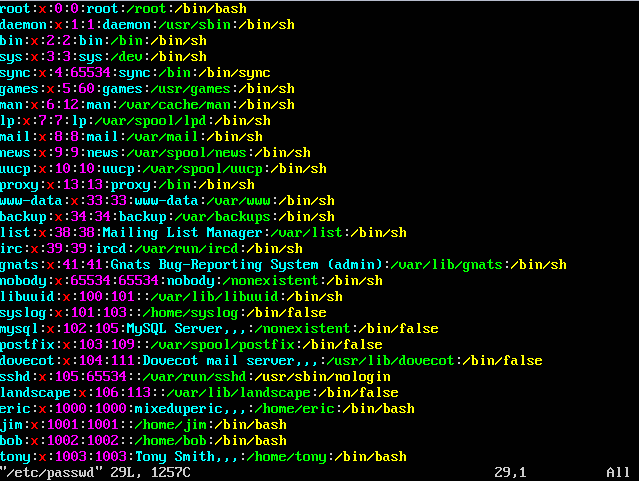 root:x:0:0:root:/root:/bin/bash
daemon:x:1:1:daemon:/usr/sbin:/bin/sh
bin:x:2:2:bin:/bin:/bin/sh
sys:x:3:3:sys:/dev:/bin/sh
sync:x:4:65534:sync:/bin:/bin/sync
games:x:5:60:games:/usr/games:/bin/sh
man:x:6:12:man:/var/cache/man:/bin/sh
lp:x:7:7:lp:/var/spool/lpd:/bin/sh
mail:x:8:8:mail:/var/mail:/bin/sh
news:x:9:9:news:/var/spool/news:/bin/sh
uucp:x:10:10:uucp:/var/spool/uucp:/bin/sh
proxy:x:13:13:proxy:/bin:/bin/sh
www-data:x:33:33:www-data:/var/www:/bin/sh
backup:x:34:34:backup:/var/backups:/bin/sh
list:x:38:38:Mailing List Manager:/var/list:/bin/sh
irc:x:39:39:ircd:/var/run/ircd:/bin/sh
gnats:x:41:41:Gnats Bug-Reporting System (admin):/var/lib/gnats:/bin/sh
nobody:x:65534:65534:nobody:/nonexistent:/bin/sh
libuuid:x:100:101::/var/lib/libuuid:/bin/sh
syslog:x:101:103::/home/syslog:/bin/false
mysql:x:102:105:MySQL Server,,,:/nonexistent:/bin/false
postfix:x:103:109::/var/spool/postfix:/bin/false
dovecot:x:104:111:Dovecot mail server,,,:/usr/lib/dovecot:/bin/false
sshd:x:105:65534::/var/run/sshd:/usr/sbin/nologin
landscape:x:106:113::/var/lib/landscape:/bin/false
eric:x:1000:1000:mixeduperic,,,:/home/eric:/bin/bash
jim:x:1001:1001::/home/jim:/bin/bash
bob:x:1002:1002::/home/bob:/bin/bash
tony:x:1003:1003:Tony Smith,,,:/home/tony:/bin/bash
"/etc/passwd" 29L, 1257C 29,1 All